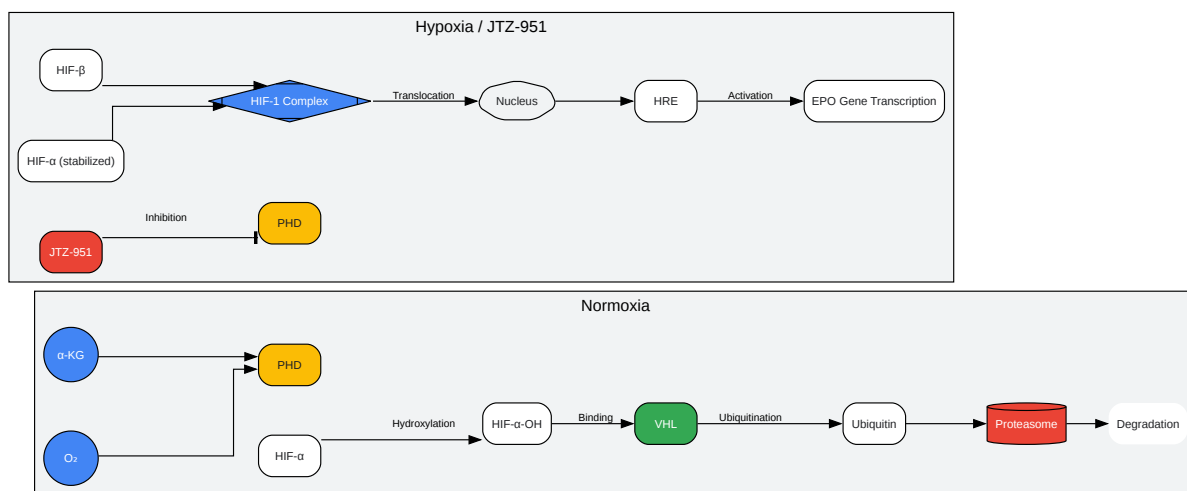 Hypoxia / JTZ-951
HIF-β
HIF-1 Complex
Translocation
Nucleus
HRE
Activation
EPO Gene Transcription
HIF-α (stabilized)
JTZ-951
Inhibition
PHD
Normoxia
α-KG
PHD
O₂
HIF-α
Hydroxylation
HIF-α-OH
Binding
VHL
Ubiquitination
Ubiquitin
Proteasome
Degradation